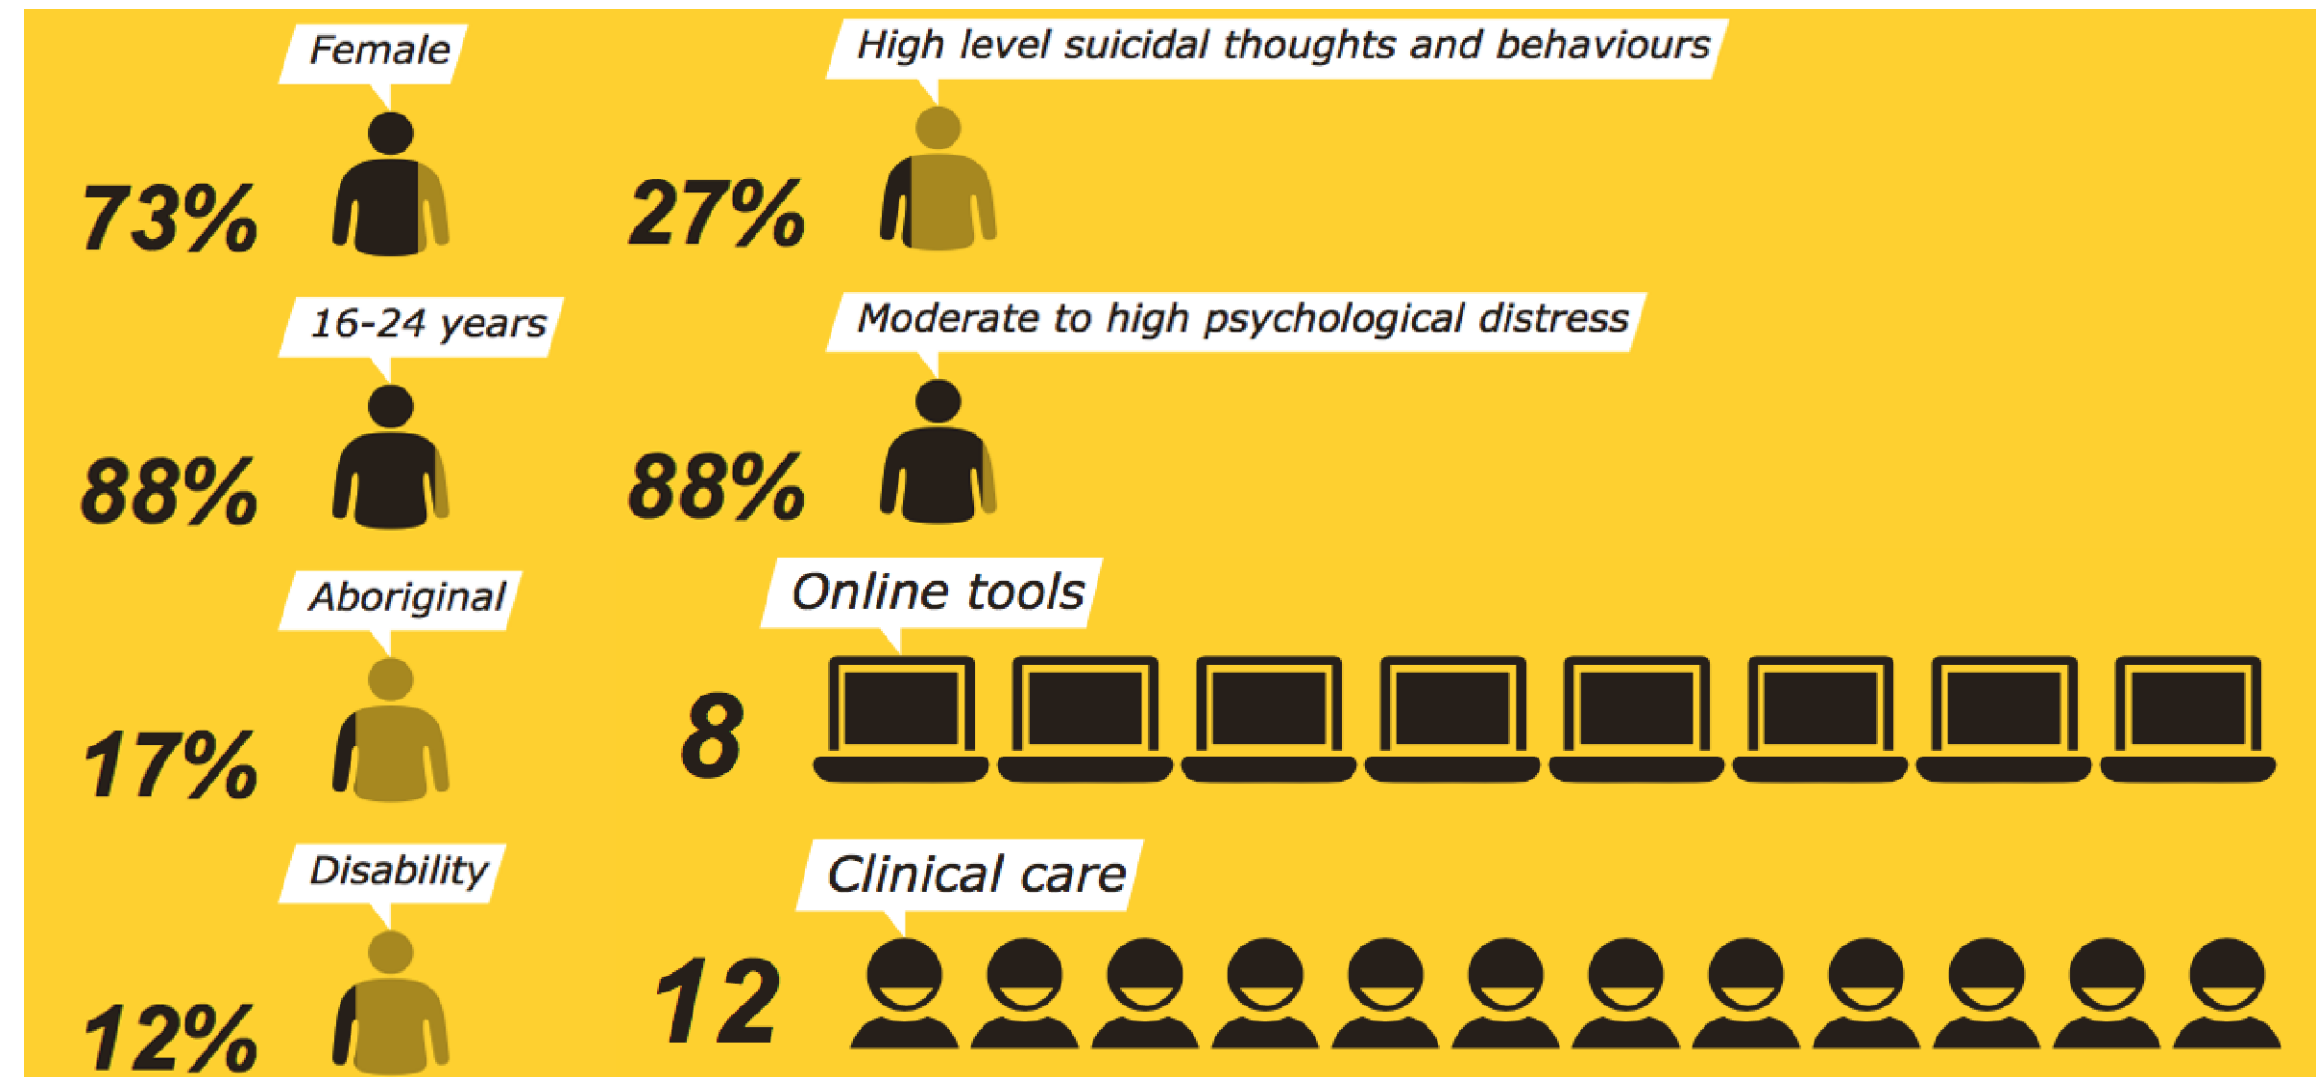 Female
73%
High level suicidal thoughts and behaviours
27%
16-24 years
88%
Moderate to high psychological distress
88%
Aboriginal
17%
Online tools
8
Disability
12%
Clinical care
12